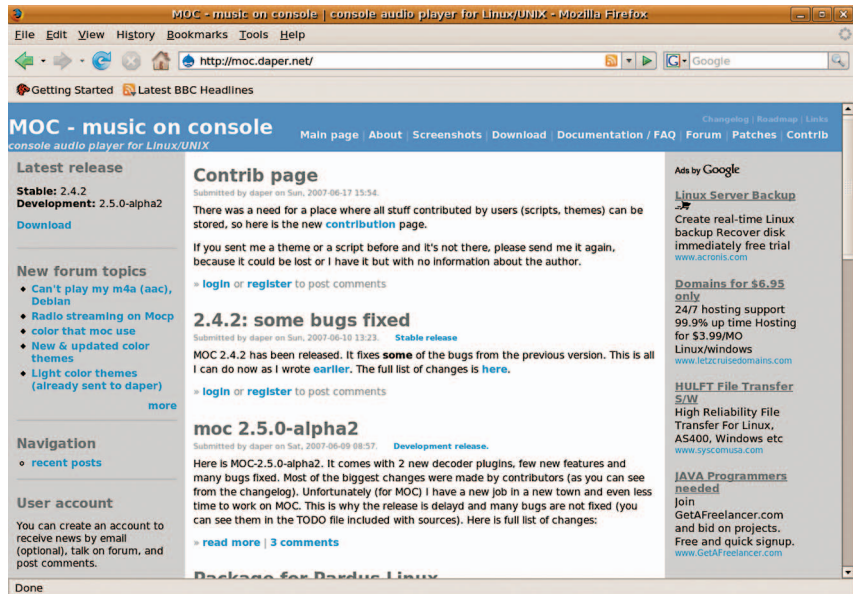 MOC - music on console | console audio player for Linux/UNIX - Mozilla Firefox
File Edit View History Bookmarks Tools Help
http://moc.daper.net/
G Google
Getting Started Latest BBC Headlines
Changelog | Roadmap | Links
MOC - music on console
console audio player for Linux/UNIX
Main page | About | Screenshots | Download | Documentation / FAQ | Forum | Patches | Contrib
Latest release
Stable: 2.4.2
Development: 2.5.0-alpha2
Download
New forum topics
Can't play my m4a (aac),
Debian
Radio streaming on Mocp
color that moc use
New & updated color
themes
Light color themes
(already sent to daper)
more
Navigation
recent posts
User account
You can create an account to
receive news by email
(optional), talk on forum, and
post comments.
Contrib page
Submitted by daper on Sun, 2007-06-17 15:54.
There was a need for a place where all stuff contributed by users (scripts, themes) can be
stored, so here is the new contribution page.
If you sent me a theme or a script before and it's not there, please send me it again,
because it could be lost or I have it but with no information about the author.
» login or register to post comments
2.4.2: some bugs fixed
Submitted by daper on Sun, 2007-06-10 13:23. Stable release
MOC 2.4.2 has been released. It fixes some of the bugs from the previous version. This is all
I can do now as I wrote earlier. The full list of changes is here.
» login or register to post comments
moc 2.5.0-alpha2
Submitted by daper on Sat, 2007-06-09 08:57. Development release.
Here is MOC-2.5.0-alpha2. It comes with 2 new decoder plugins, few new features and
many bugs fixed. Most of the biggest changes were made by contributors (as you can see
from the changelog). Unfortunately (for MOC) I have a new job in a new town and even less
time to work on MOC. This is why the release is delayd and many bugs are not fixed (you
can see them in the TODO file included with sources). Here is full list of changes:
» read more | 3 comments
Package for Pardus Linux
Ads by Google
Linux Server Backup
Create real-time Linux
backup Recover disk
immediately free trial
www.acronis.com
Domains for $6.95
only
24/7 hosting support
99.9% up time Hosting
for $3.99/MO
Linux/windows
www.letzcruisedomains.com
HULFT File Transfer
S/W
High Reliability File
Transfer For Linux,
AS400, Windows etc
www.syscomusa.com
JAVA Programmers
needed
Join
GetAFreelancer.com
and bid on projects.
Free and quick signup.
www.GetAFreelancer.com
Done